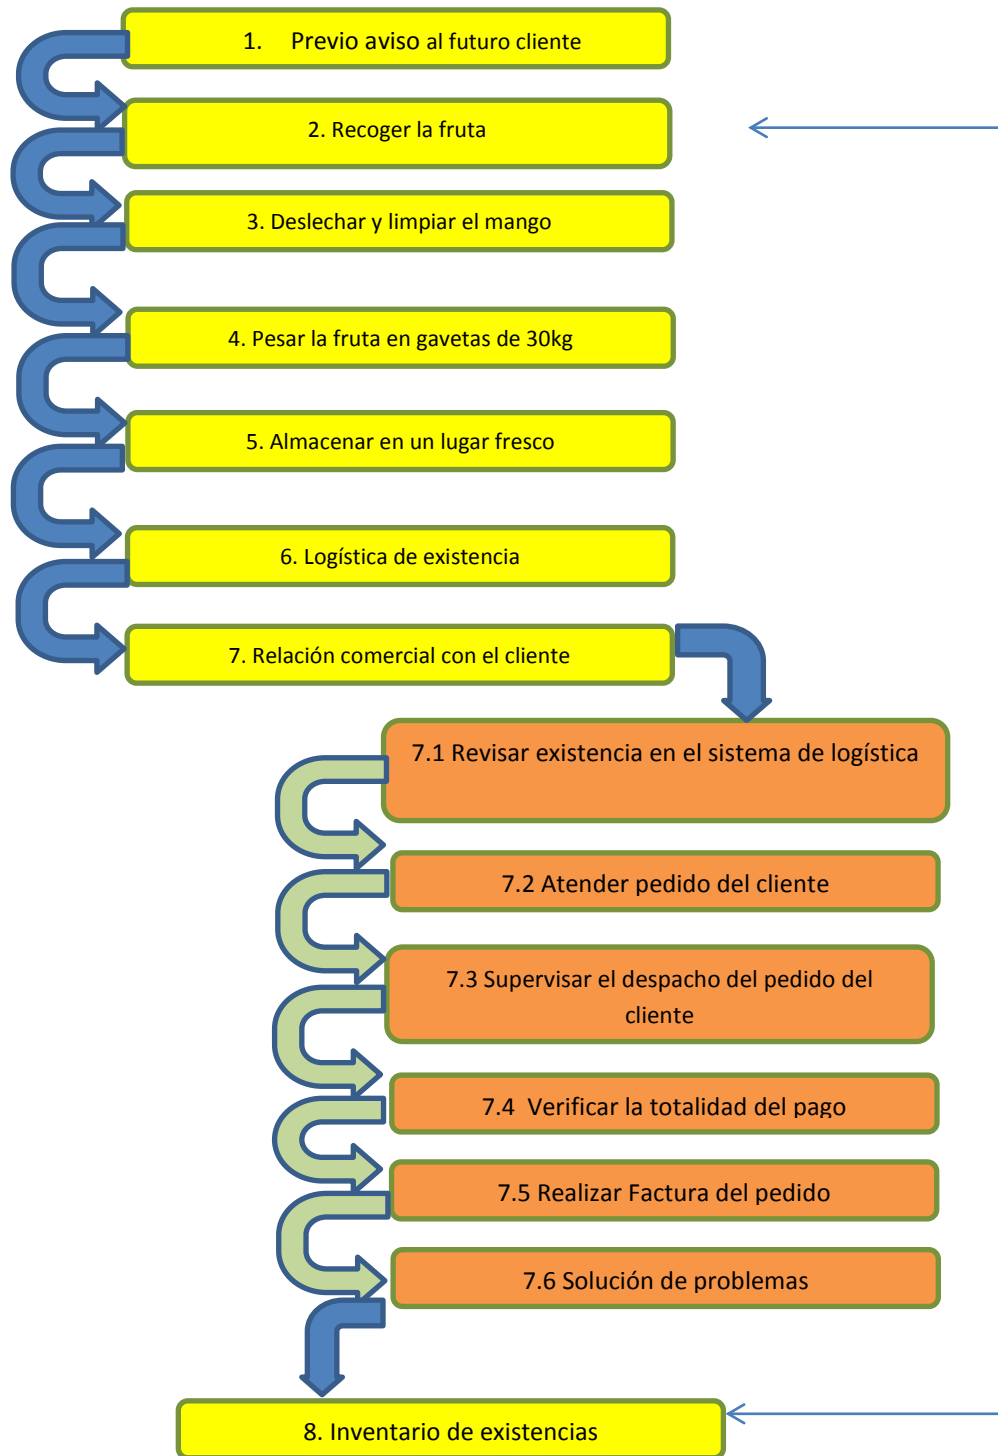 1. Previo aviso al futuro cliente
2. Recoger la fruta
3. Deslechar y limpiar el mango
4. Pesar la fruta en gavetas de 30kg
5. Almacenar en un lugar fresco
6. Logística de existencia
7. Relación comercial con el cliente
7.1 Revisar existencia en el sistema de logística
7.2 Atender pedido del cliente
7.3 Supervisar el despacho del pedido del
cliente
7.4 Verificar la totalidad del pago
7.5 Realizar Factura del pedido
7.6 Solución de problemas
8. Inventario de existencias